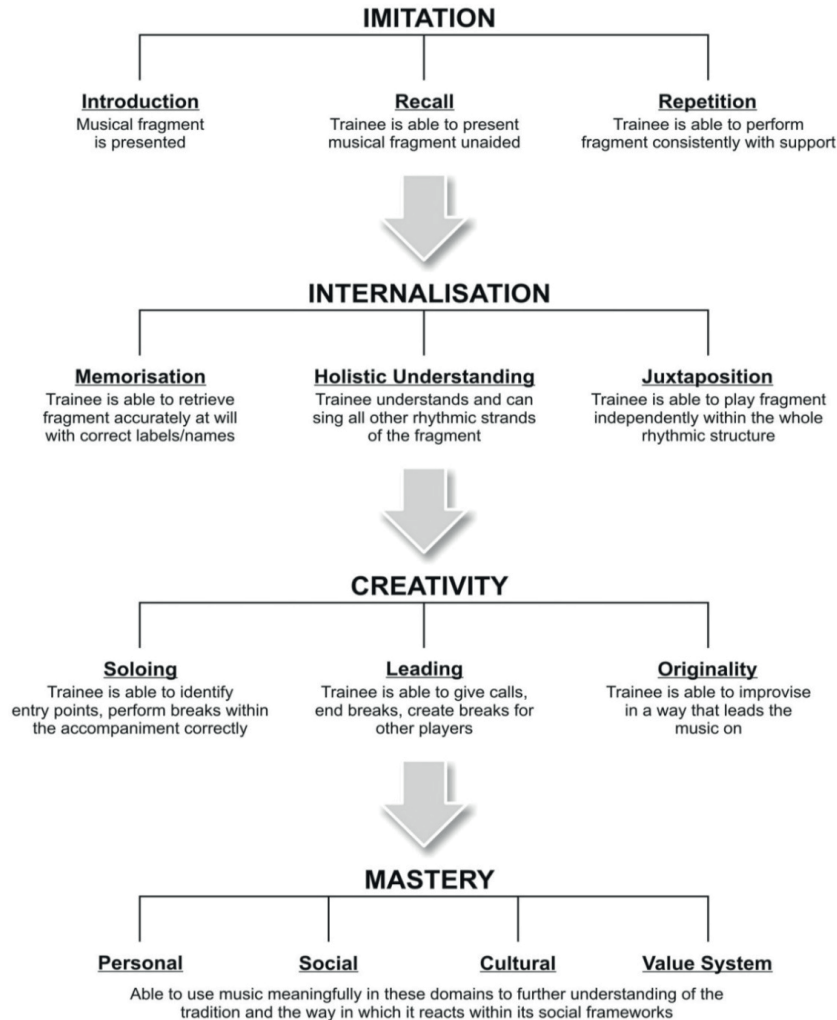 IMITATION
Introduction
Musical fragment
is presented
Recall
Trainee is able to present
musical fragment unaided
Repetition
Trainee is able to perform
fragment consistently with support
INTERNALISATION
Memorisation
Trainee is able to retrieve
fragment accurately at will
with correct labels/names
Holistic Understanding
Trainee understands and can
sing all other rhythmic strands
of the fragment
Juxtaposition
Trainee is able to play fragment
independently within the whole
rhythmic structure
CREATIVITY
Soloing
Trainee is able to identify
entry points, perform breaks within
the accompaniment correctly
Leading
Trainee is able to give calls,
end breaks, create breaks for
other players
Originality
Trainee is able to improvise
in a way that leads the
music on
MASTERY
Personal
Social
Cultural
Value System
Able to use music meaningfully in these domains to further understanding of the
tradition and the way in which it reacts within its social frameworks